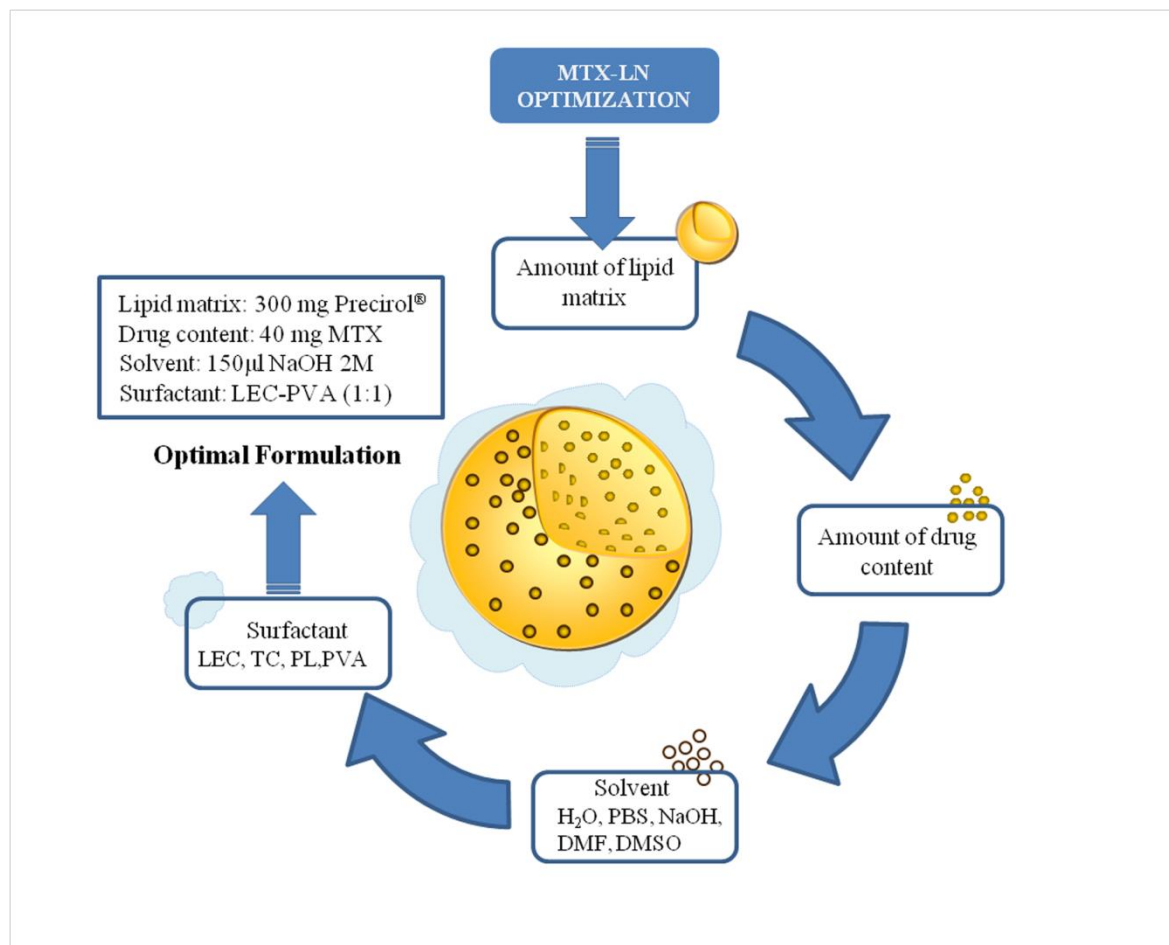 MTX-LN
OPTIMIZATION
Amount of lipid
matrix
Amount of drug
content
Solvent
H₂O, PBS, NaOH,
DMF, DMSO
Surfactant
LEC, TC, PL,PVA
Optimal Formulation
Lipid matrix: 300 mg Precirol®
Drug content: 40 mg MTX
Solvent: 150µl NaOH 2M
Surfactant: LEC-PVA (1:1)